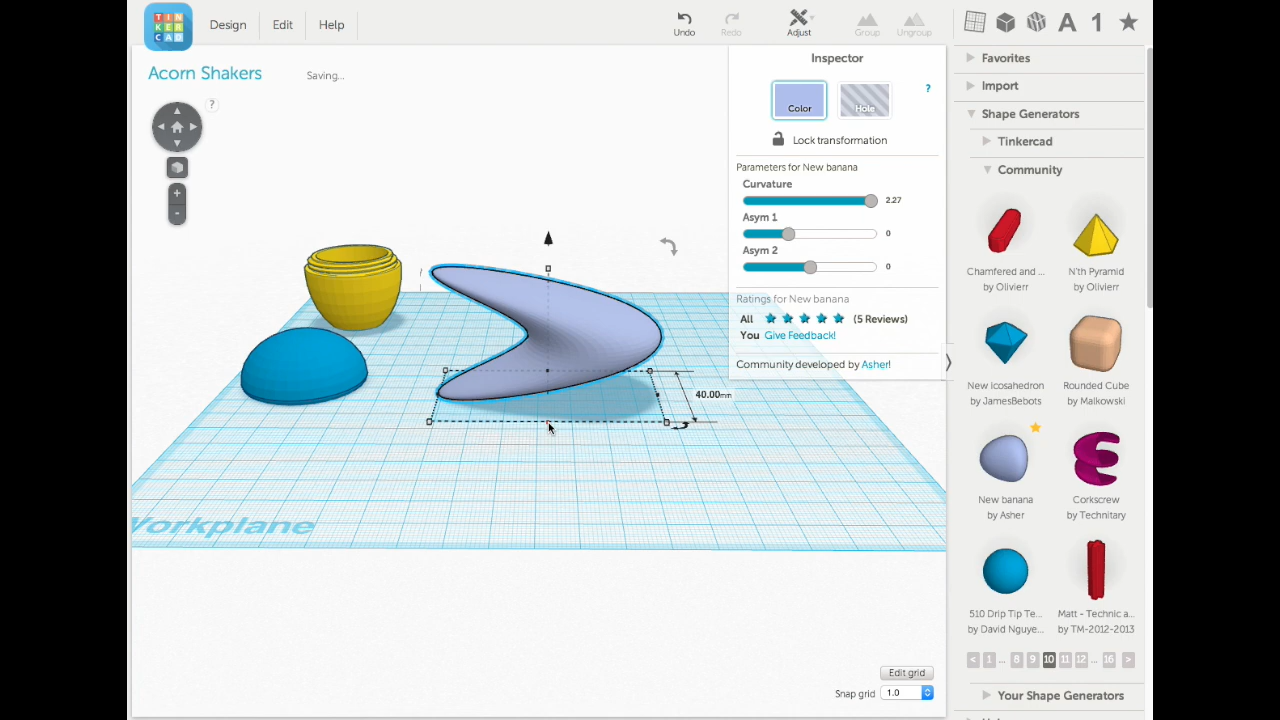 TIN
KER
CAD
Design
Edit
Help
Undo
Redo
Adjust
Group
Ungroup
A
1
Acorn Shakers
Saving...
?
+
-
Workplane
40.00mm
Inspector
Color
Hole
?
Lock transformation
Parameters for New banana
Curvature
2.27
Asym 1
0
Asym 2
0
Ratings for New banana
All
(5 Reviews)
You Give Feedback!
Community developed by Asher!
Edit grid
Snap grid 1.0
Favorites
Import
Shape Generators
Tinkercad
Community
Chamfered and ...
by Olivierr
N'th Pyramid
by Olivierr
New icosahedron
by JamesBebots
Rounded Cube
by Malkowski
New banana
by Asher
Corkscrew
by Technitary
510 Drip Tip Te...
by David Nguye...
Matt - Technic a...
by TM-2012-2013
< 1 ... 8 9 10 11 12 ... 16 >
Your Shape Generators